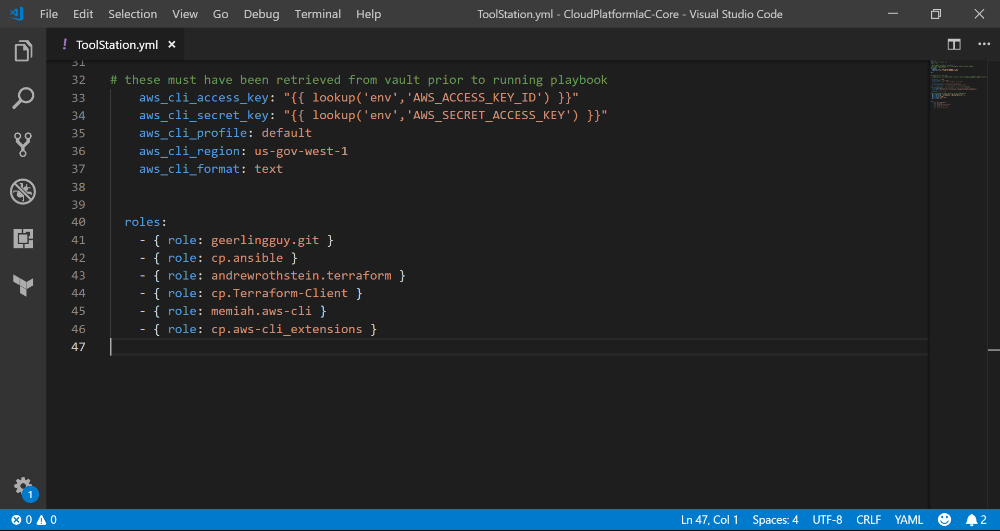 File Edit Selection View Go Debug Terminal Help ToolStation.yml - CloudPlatformIaC-Core - Visual Studio Code
! ToolStation.yml ×
31
32 # these must have been retrieved from vault prior to running playbook
33 aws_cli_access_key: "{{ lookup('env','AWS_ACCESS_KEY_ID') }}"
34 aws_cli_secret_key: "{{ lookup('env','AWS_SECRET_ACCESS_KEY') }}"
35 aws_cli_profile: default
36 aws_cli_region: us-gov-west-1
37 aws_cli_format: text
38
39
40 roles:
41 - { role: geerlingguy.git }
42 - { role: cp.ansible }
43 - { role: andrewrothstein.terraform }
44 - { role: cp.Terraform-Client }
45 - { role: memiah.aws-cli }
46 - { role: cp.aws-cli_extensions }
47
1
0 0 Ln 47, Col 1 Spaces: 4 UTF-8 CRLF YAML 2